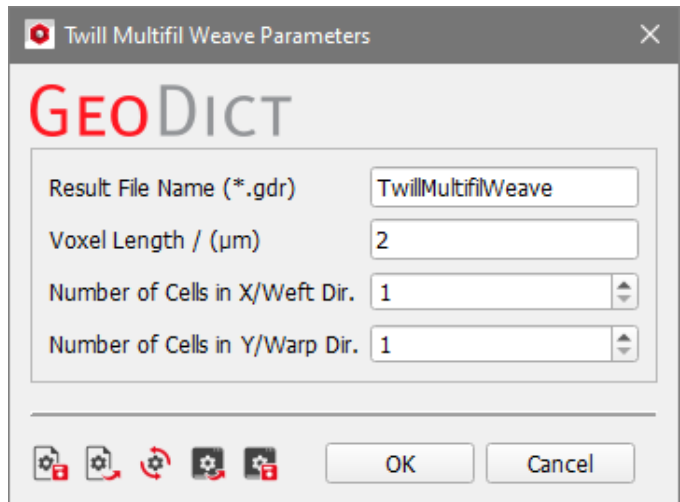 Twill Multifil Weave Parameters
GEODICT
Result File Name (*.gdr) TwillMultifilWeave
Voxel Length / (µm) 2
Number of Cells in X/Weft Dir. 1
Number of Cells in Y/Warp Dir. 1
OK Cancel